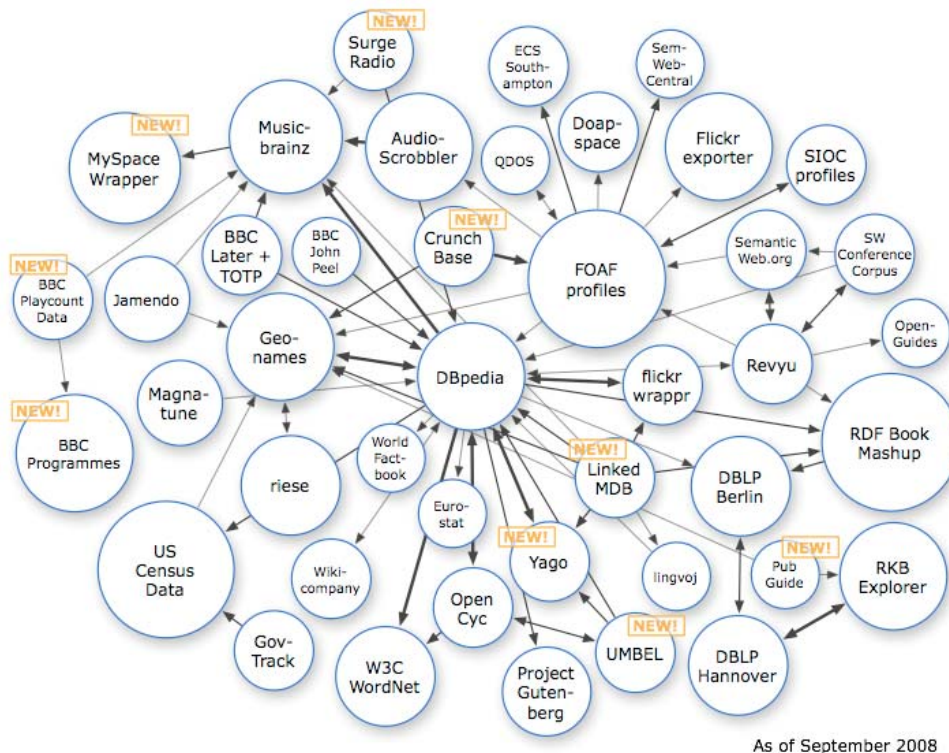 NEW!
Surge
Radio
ECS
South-
ampton
Sem-
Web-
Central
NEW!
MySpace
Wrapper
Music-
brainz
Audio-
Scrobbler
QDOS
Doap-
space
Flickr
exporter
SIOC
profiles
NEW!
BBC
Playcount
Data
Jamendo
BBC
Later +
TOTP
BBC
John
Peel
NEW!
Crunch
Base
FOAF
profiles
Semantic
Web.org
SW
Conference
Corpus
Geo-
names
DBpedia
flickr
wrappr
Revyu
Open-
Guides
Magna-
tune
NEW!
BBC
Programmes
riese
World
Fact-
book
Euro-
stat
NEW!
Linked
MDB
DBLP
Berlin
RDF Book
Mashup
US
Census
Data
Wiki-
company
Open
Cyc
NEW!
Yago
lingvoj
NEW!
Pub
Guide
RKB
Explorer
Gov-
Track
W3C
WordNet
Project
Guten-
berg
NEW!
UMBEL
DBLP
Hannover
As of September 2008